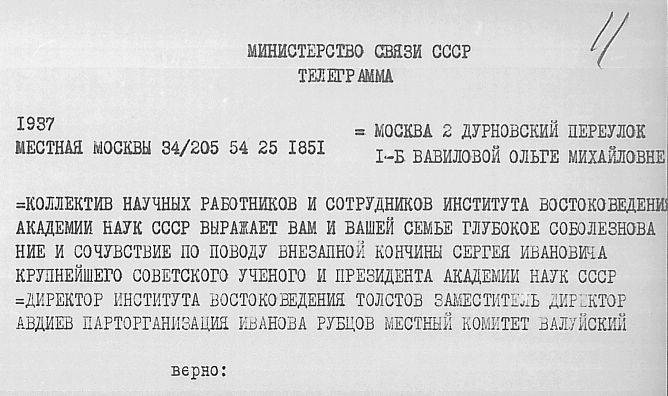 11
МИНИСТЕРСТВО СВЯЗИ СССР
ТЕЛЕГРАММА
I937
МЕСТНАЯ МОСКВЫ 34/205 54 25 I85I
= МОСКВА 2 ДУРНОВСКИЙ ПЕРЕУЛОК
I-Б ВАВИЛОВОЙ ОЛЬГЕ МИХАЙЛОВНЕ
=КОЛЛЕКТИВ НАУЧНЫХ РАБОТНИКОВ И СОТРУДНИКОВ ИНСТИТУТА ВОСТОКОВЕДЕНИЯ
АКАДЕМИИ НАУК СССР ВЫРАЖАЕТ ВАМ И ВАШЕЙ СЕМЬЕ ГЛУБОКОЕ СОБОЛЕЗНОВА
НИЕ И СОЧУВСТВИЕ ПО ПОВОДУ ВНЕЗАПНОЙ КОНЧИНЫ СЕРГЕЯ ИВАНОВИЧА
КРУПНЕЙШЕГО СОВЕТСКОГО УЧЕНОГО И ПРЕЗИДЕНТА АКАДЕМИИ НАУК СССР
=ДИРЕКТОР ИНСТИТУТА ВОСТОКОВЕДЕНИЯ ТОЛСТОВ ЗАМЕСТИТЕЛЬ ДИРЕКТОР
АВДИЕВ ПАРТОРГАНИЗАЦИЯ ИВАНОВА РУБЦОВ МЕСТНЫЙ КОМИТЕТ ВАЛУЙСКИЙ
верно: